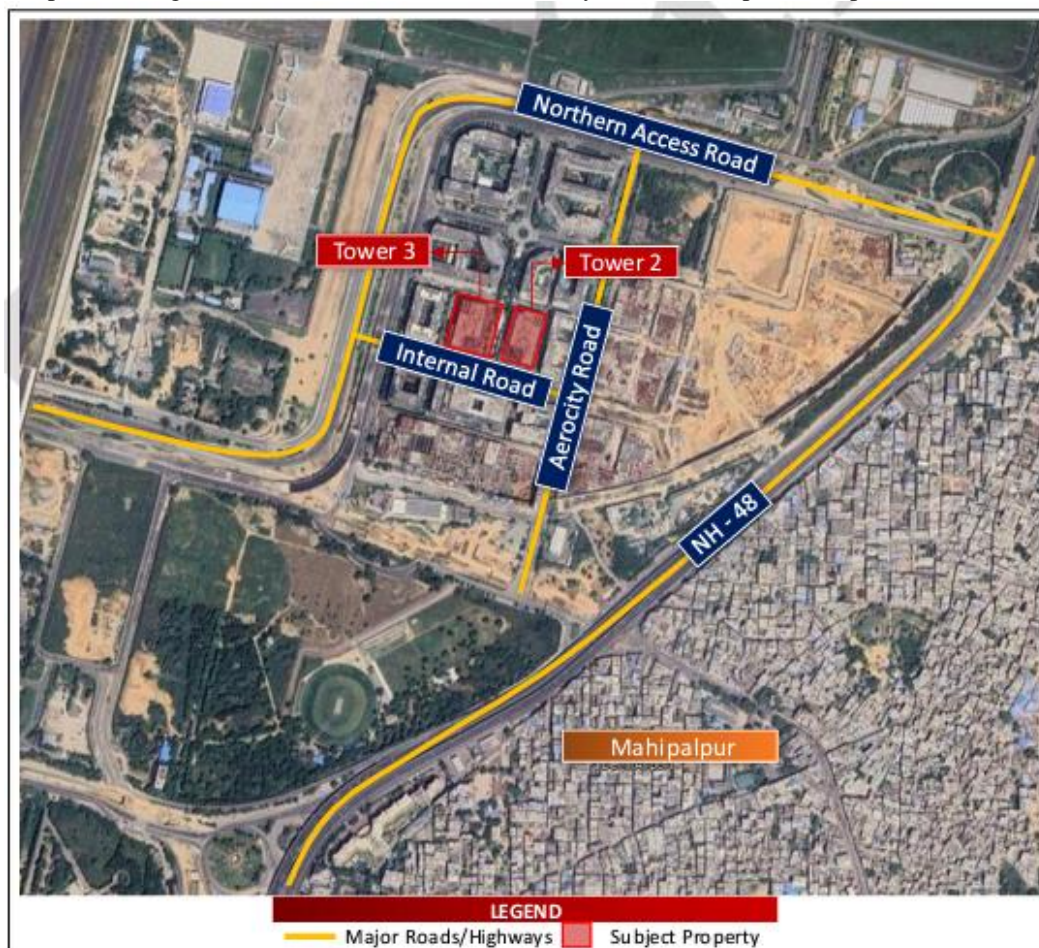 Northern Access Road
Tower 3
Tower 2
Internal Road
Aerocity Road
NH - 48
Mahipalpur
LEGEND
Major Roads/Highways
Subject Property